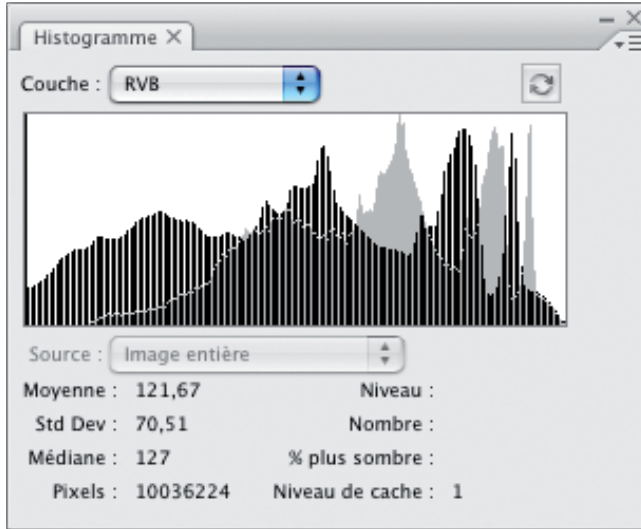 Histogramme
Couche : RVB
Source : Image entière
Moyenne : 121,67 Niveau :
Std Dev : 70,51 Nombre :
Médiane : 127 % plus sombre :
Pixels : 10036224 Niveau de cache : 1